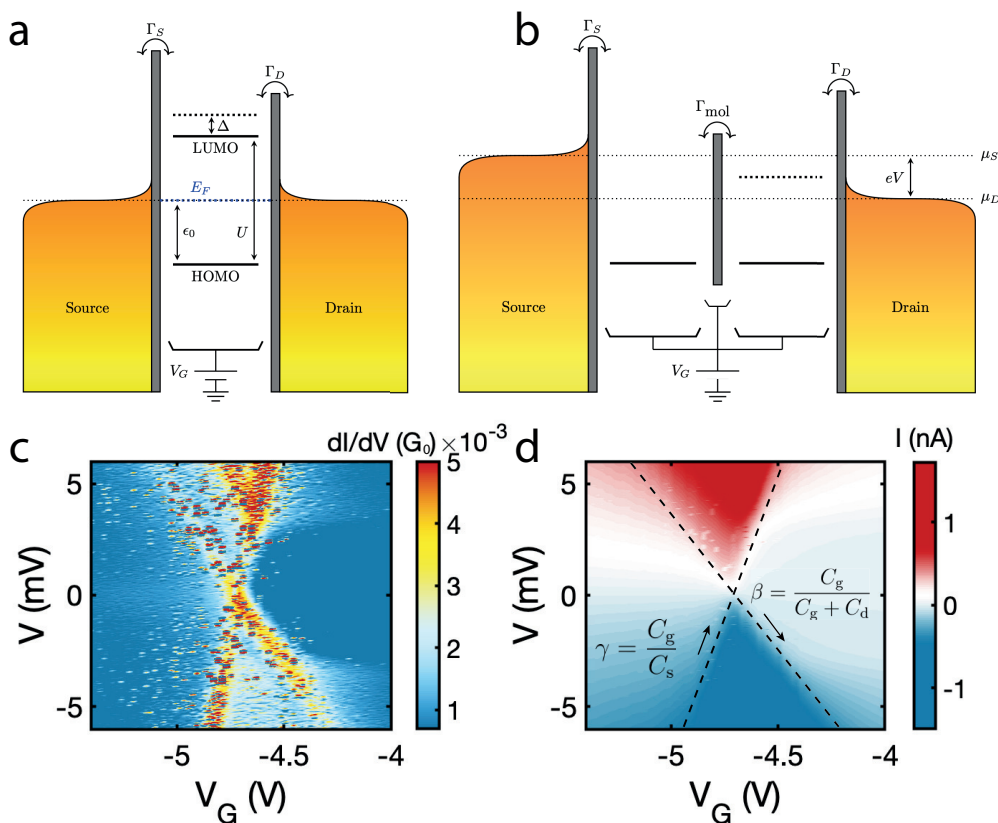 a
Γ_S
Γ_D
Δ
LUMO
E_F
ϵ_0
U
HOMO
Source
Drain
V_G
b
Γ_S
Γ_D
Γ_mol
μ_S
eV
μ_D
Source
Drain
V_G
c
dI/dV (G_0) ×10^-3
5
4
3
2
1
V (mV)
5
0
-5
-5
-4.5
-4
V_G (V)
d
I (nA)
1
0
-1
V (mV)
5
0
-5
β = C_g / (C_g + C_d)
γ = C_g / C_s
-5
-4.5
-4
V_G (V)